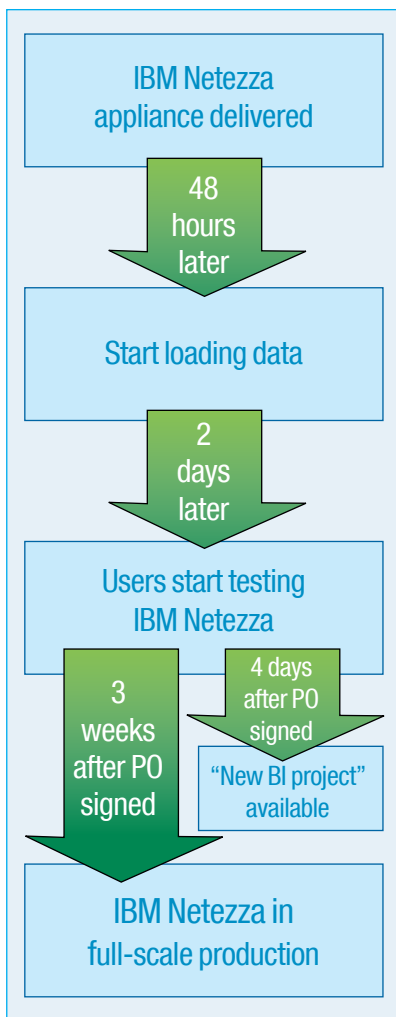 IBM Netezza
appliance delivered
48
hours
later
Start loading data
2
days
later
Users start testing
IBM Netezza
3
weeks
after PO
signed
4 days
after PO
signed
“New BI project”
available
IBM Netezza in
full-scale production